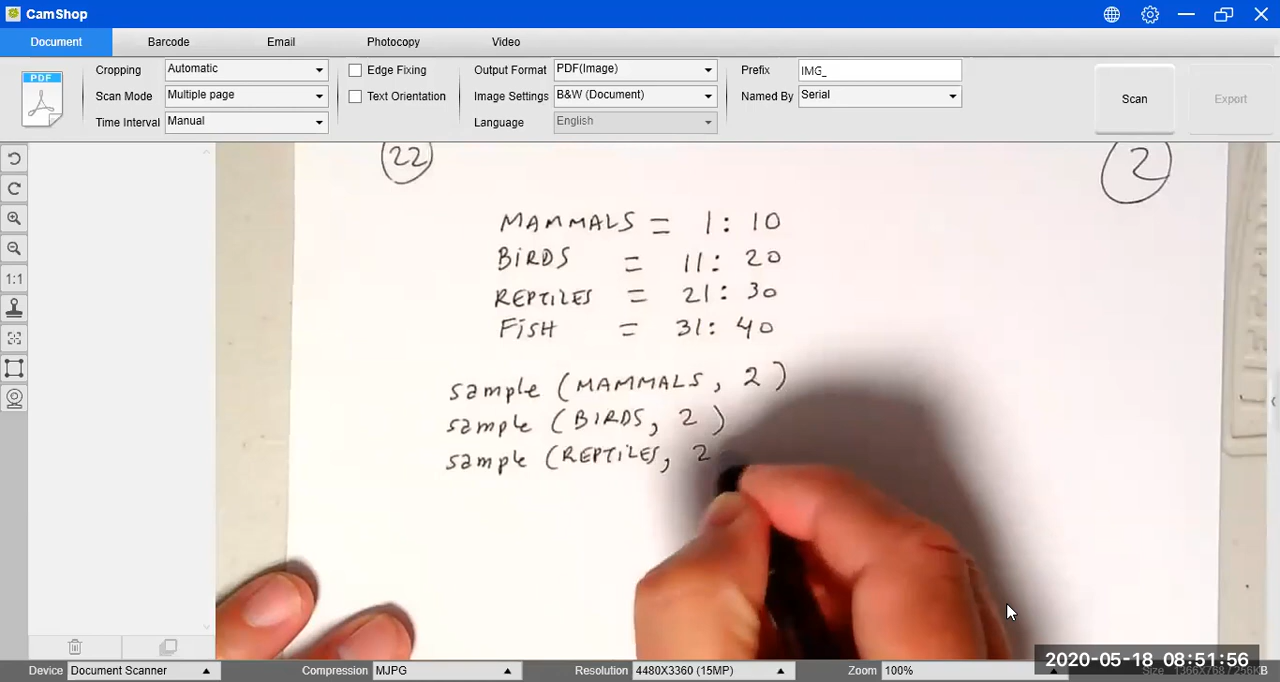 CamShop
Document Barcode Email Photocopy Video
PDF
Cropping Automatic Edge Fixing Output Format PDF(Image) Prefix IMG_
Scan Mode Multiple page Text Orientation Image Settings B&W (Document) Named By Serial Scan Export
Time Interval Manual Language English
22
2
MAMMALS = 1: 10
BIRDS = 11: 20
REPTILES = 21: 30
FISH = 31: 40
sample (MAMMALS, 2)
sample (BIRDS, 2)
sample (REPTILES, 2
1:1
2020-05-18 08:51:56
Device Document Scanner Compression MJPG Resolution 4480X3360 (15MP) Zoom 100%